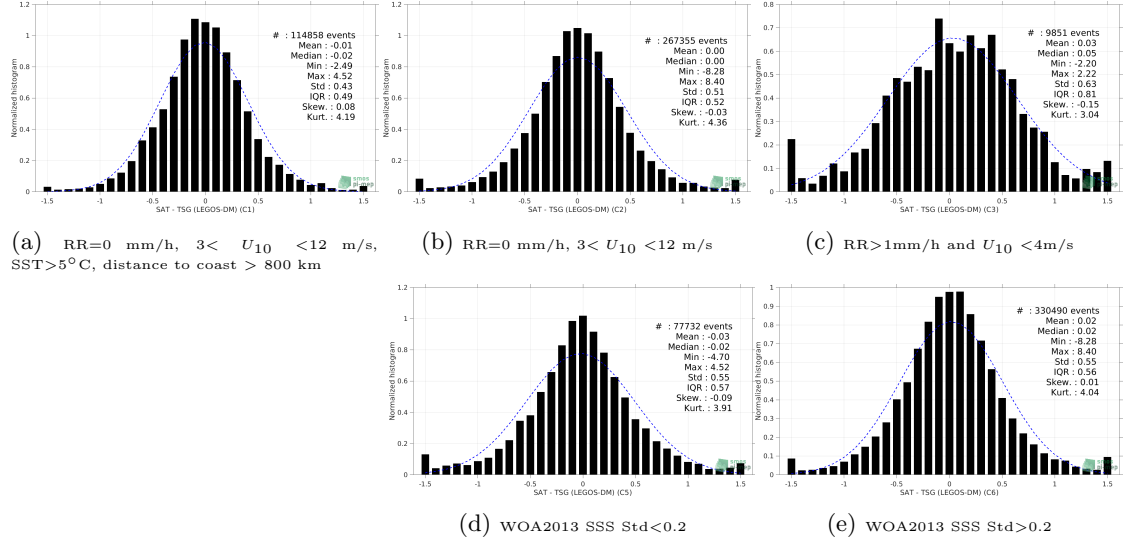 1.2
1
0.8
0.6
0.4
0.2
0
-1.5 -1 -0.5 0 0.5 1 1.5
Normalized histogram
SAT - TSG (LEGOS-DM) (C1)
# : 114858 events
Mean : -0.01
Median : -0.02
Min : -2.49
Max : 4.52
Std : 0.43
IQR : 0.49
Skew. : 0.08
Kurt. : 4.19
smos
pi-mep
(a) RR=0 mm/h, 3< U10 <12 m/s,
SST>5°C, distance to coast > 800 km
1.2
1
0.8
0.6
0.4
0.2
0
-1.5 -1 -0.5 0 0.5 1 1.5
Normalized histogram
SAT - TSG (LEGOS-DM) (C2)
# : 267355 events
Mean : 0.00
Median : 0.00
Min : -8.28
Max : 8.40
Std : 0.51
IQR : 0.52
Skew. : -0.03
Kurt. : 4.36
smos
pi-mep
(b) RR=0 mm/h, 3< U10 <12 m/s
0.8
0.7
0.6
0.5
0.4
0.3
0.2
0.1
0
-1.5 -1 -0.5 0 0.5 1 1.5
Normalized histogram
SAT - TSG (LEGOS-DM) (C3)
# : 9851 events
Mean : 0.03
Median : 0.05
Min : -2.20
Max : 2.22
Std : 0.63
IQR : 0.81
Skew. : -0.15
Kurt. : 3.04
smos
pi-mep
(c) RR>1mm/h and U10 <4m/s
1.2
1
0.8
0.6
0.4
0.2
0
-1.5 -1 -0.5 0 0.5 1 1.5
Normalized histogram
SAT - TSG (LEGOS-DM) (C5)
# : 77732 events
Mean : -0.03
Median : -0.02
Min : -4.70
Max : 4.52
Std : 0.55
IQR : 0.57
Skew. : -0.09
Kurt. : 3.91
smos
pi-mep
(d) WOA2013 SSS Std<0.2
1
0.9
0.8
0.7
0.6
0.5
0.4
0.3
0.2
0.1
0
-1.5 -1 -0.5 0 0.5 1 1.5
Normalized histogram
SAT - TSG (LEGOS-DM) (C6)
# : 330490 events
Mean : 0.02
Median : 0.02
Min : -8.28
Max : 8.40
Std : 0.55
IQR : 0.56
Skew. : 0.01
Kurt. : 4.04
smos
pi-mep
(e) WOA2013 SSS Std>0.2